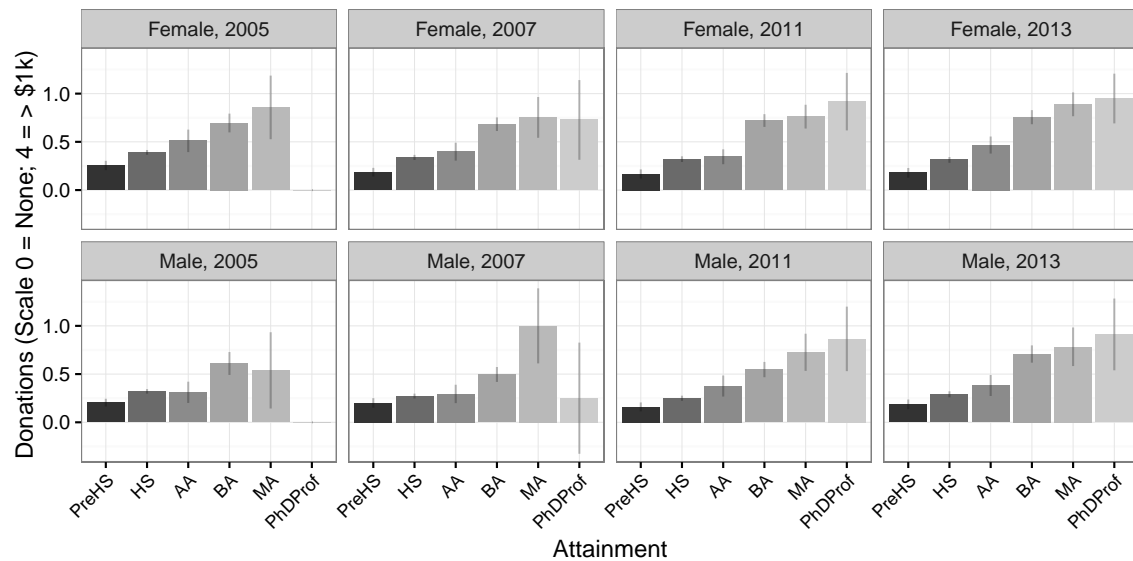 Donations (Scale 0 = None; 4 = > $1k)
Female, 2005
Female, 2007
Female, 2011
Female, 2013
1.0
0.5
0.0
Male, 2005
Male, 2007
Male, 2011
Male, 2013
1.0
0.5
0.0
PreHS
HS
AA
BA
MA
PhDProf
PreHS
HS
AA
BA
MA
PhDProf
PreHS
HS
AA
BA
MA
PhDProf
PreHS
HS
AA
BA
MA
PhDProf
Attainment